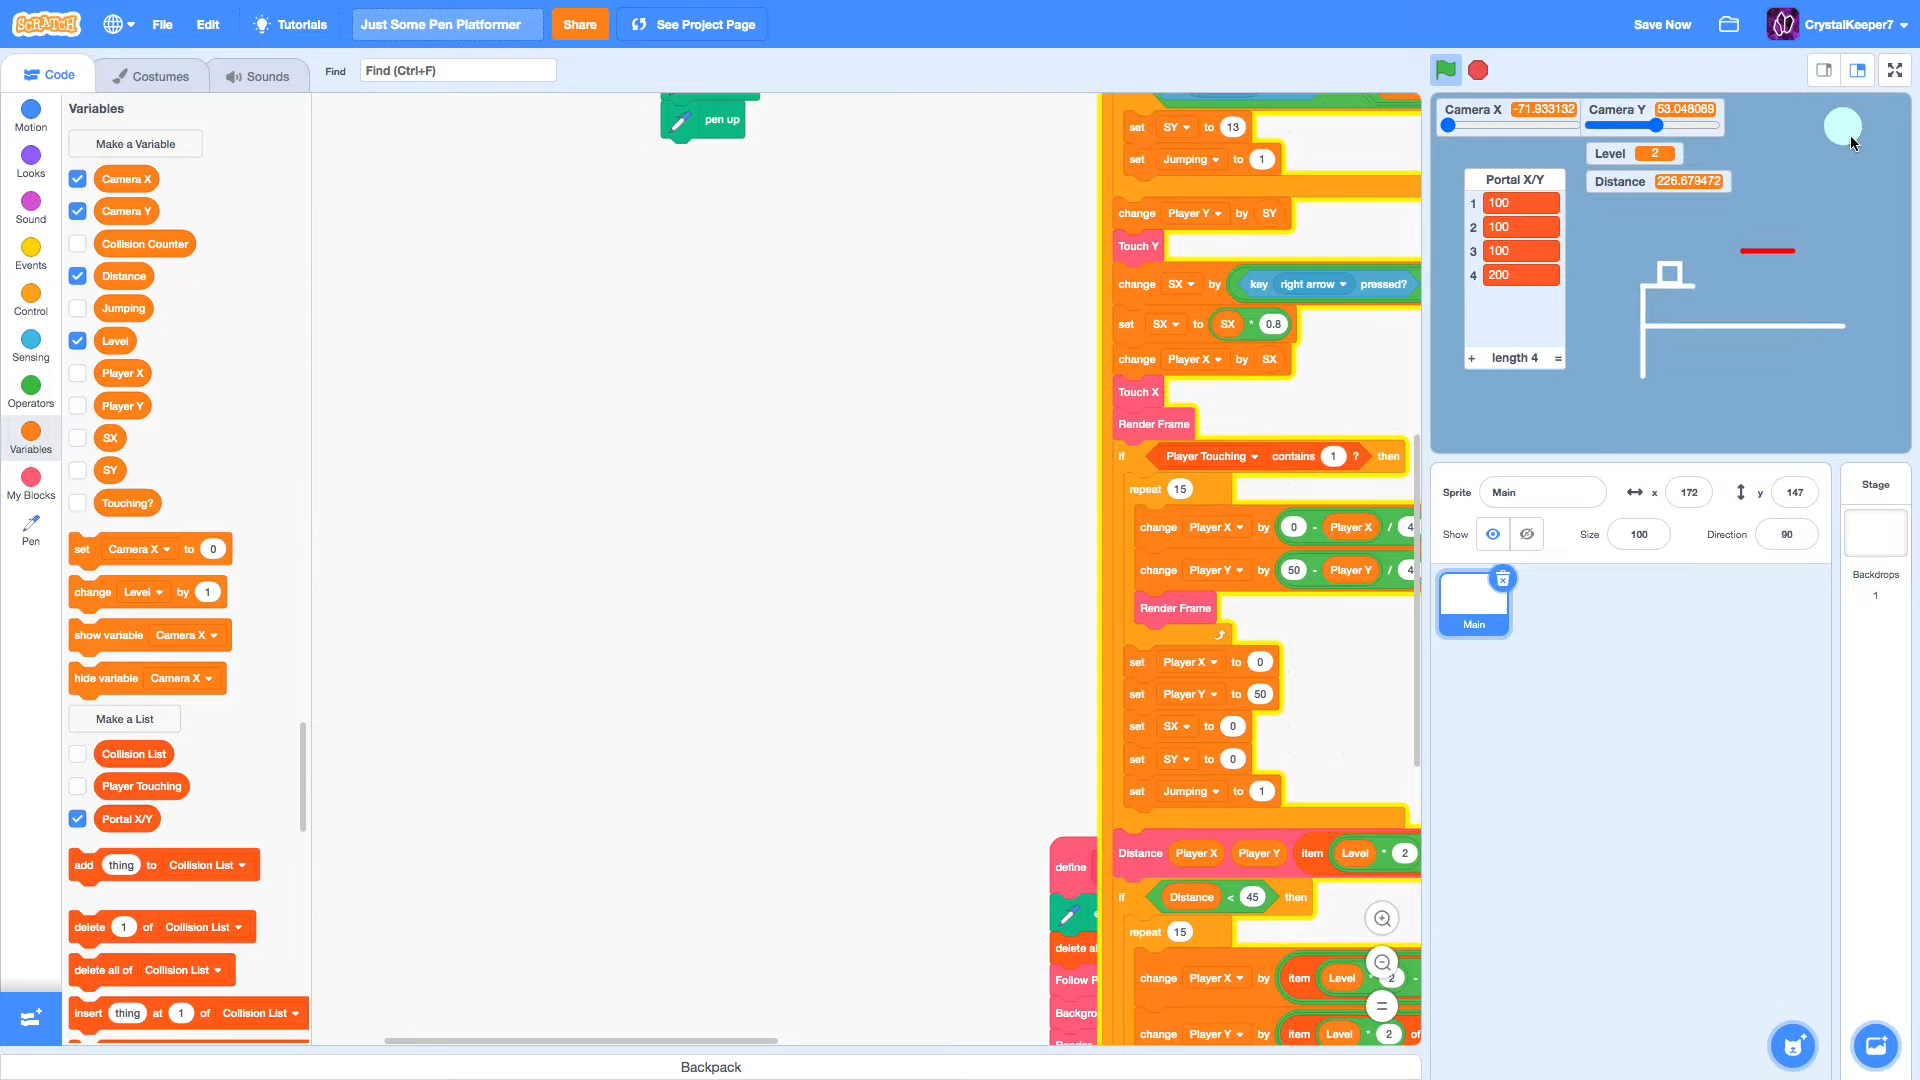 SCRATCH
File
Edit
Tutorials
Just Some Pen Platformer
Share
See Project Page
Save Now
CrystalKeeper7
Code
Costumes
Sounds
Find
Find (Ctrl+F)
Motion
Looks
Sound
Events
Control
Sensing
Operators
Variables
My Blocks
Pen
Variables
Make a Variable
Camera X
Camera Y
Collision Counter
Distance
Jumping
Level
Player X
Player Y
SX
SY
Touching?
set Camera X to 0
change Level by 1
show variable Camera X
hide variable Camera X
Make a List
Collision List
Player Touching
Portal X/Y
add thing to Collision List
delete 1 of Collision List
delete all of Collision List
insert thing at 1 of Collision List
pen up
define
delete al
Follow P
Backgro
set SY to 13
set Jumping to 1
change Player Y by SY
Touch Y
change SX by key right arrow pressed?
set SX to SX * 0.8
change Player X by SX
Touch X
Render Frame
if Player Touching contains 1 ? then
repeat 15
change Player X by 0 - Player X / 4
change Player Y by 50 - Player Y / 4
Render Frame
set Player X to 0
set Player Y to 50
set SX to 0
set SY to 0
set Jumping to 1
Distance Player X Player Y item Level * 2
if Distance < 45 then
repeat 15
change Player X by item Level 2 -
change Player Y by item Level * 2 of
Backpack
Camera X -71.933132
Camera Y 53.048069
Level 2
Distance 226.679472
Portal X/Y
1 100
2 100
3 100
4 200
+ length 4 =
Sprite Main x 172 y 147
Show Size 100 Direction 90
Main
Stage
Backdrops
1